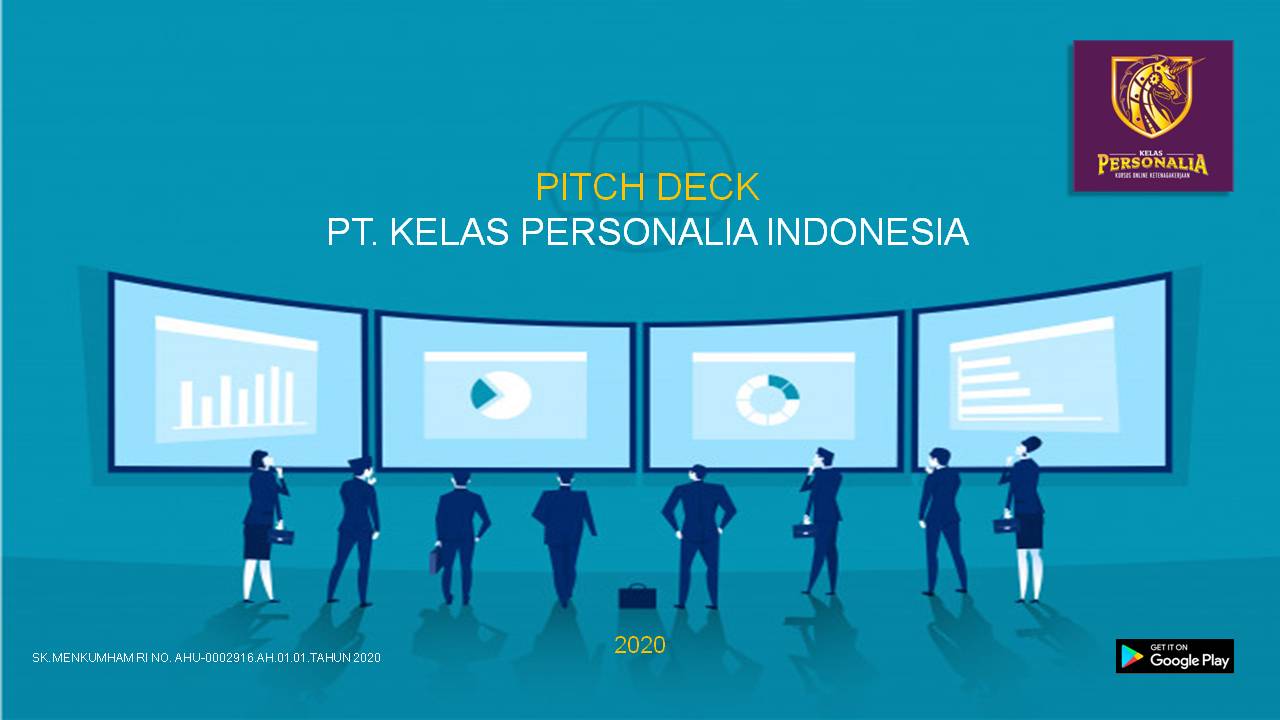 KELAS
PERSONALIA
KURSUS ONLINE KETENAGAKERJAAN
PITCH DECK
PT. KELAS PERSONALIA INDONESIA
2020
SK.MENKUMHAM RI NO. AHU-0002916.AH.01.01.TAHUN 2020
GET IT ON
Google Play